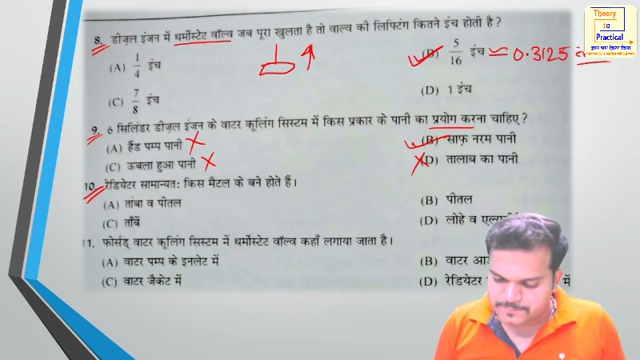 8. डीज़ल इंजन में थर्मोस्टेट वॉल्व जब पूरा खुलता है तो वाल्व की लिफ्टिंग कितने इंच होती है ?
(A) 1/4 इंच
(B) 5/16 इंच = 0.3125
(C) 7/8 इंच
(D) 1 इंच
9. 6 सिलिंडर डीज़ल इंजन के वाटर कूलिंग सिस्टम में किस प्रकार के पानी का प्रयोग करना चाहिए ?
(A) हैंड पम्प पानी
(B) साफ़ नरम पानी
(C) ऊबला हुआ पानी
(D) तालाब का पानी
10. रेडियेटर सामान्यत: किस मैटल के बने होते हैं।
(A) तांबा व पीतल
(B) पीतल
(C) ताँबें
(D) लोहे व
11. फोर्सड् वाटर कूलिंग सिस्टम में थर्मोस्टेट वॉल्व कहाँ लगाया जाता है।
(A) वाटर पम्प के इनलेट में
(B) वाटर
(C) वाटर जैकेट में
(D) रेडियेटर में
Theory
to
Practical